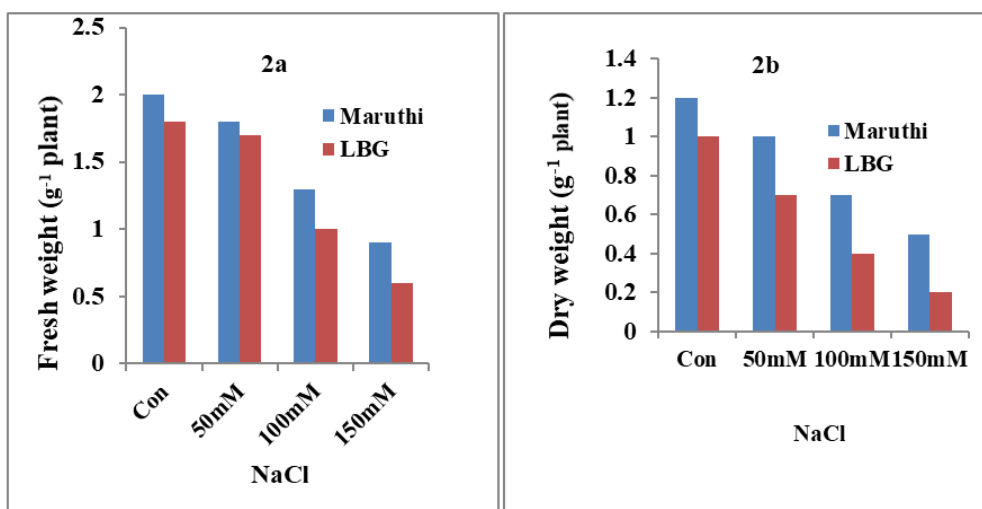 2a
Maruthi
LBG
Fresh weight (g⁻¹ plant)
2.5
2
1.5
1
0.5
0
Con
50mM
100mM
150mM
NaCl
2b
Maruthi
LBG
Dry weight (g⁻¹ plant)
1.4
1.2
1
0.8
0.6
0.4
0.2
0
Con 50mM 100mM 150mM
NaCl